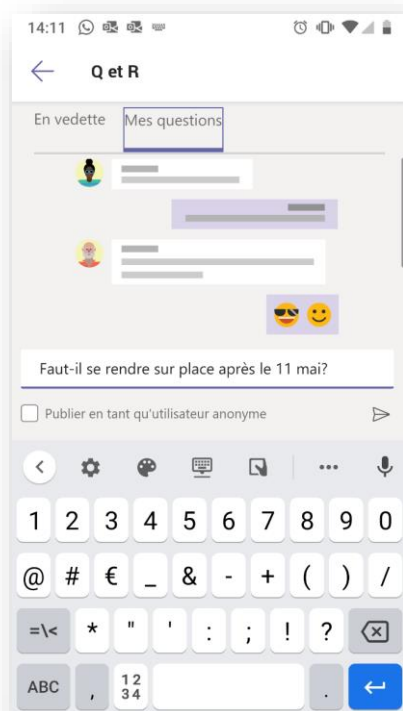 14:11
Q et R
En vedette Mes questions
Faut-il se rendre sur place après le 11 mai?
Publier en tant qu'utilisateur anonyme
1 2 3 4 5 6 7 8 9 0
@ # € _ & - + ( ) /
=\< * " ' : ; ! ?
ABC , 12 34 .